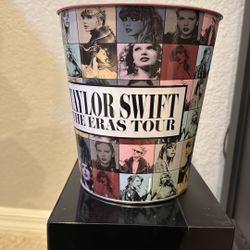 TAYLOR SWIFT
THE ERAS TOUR